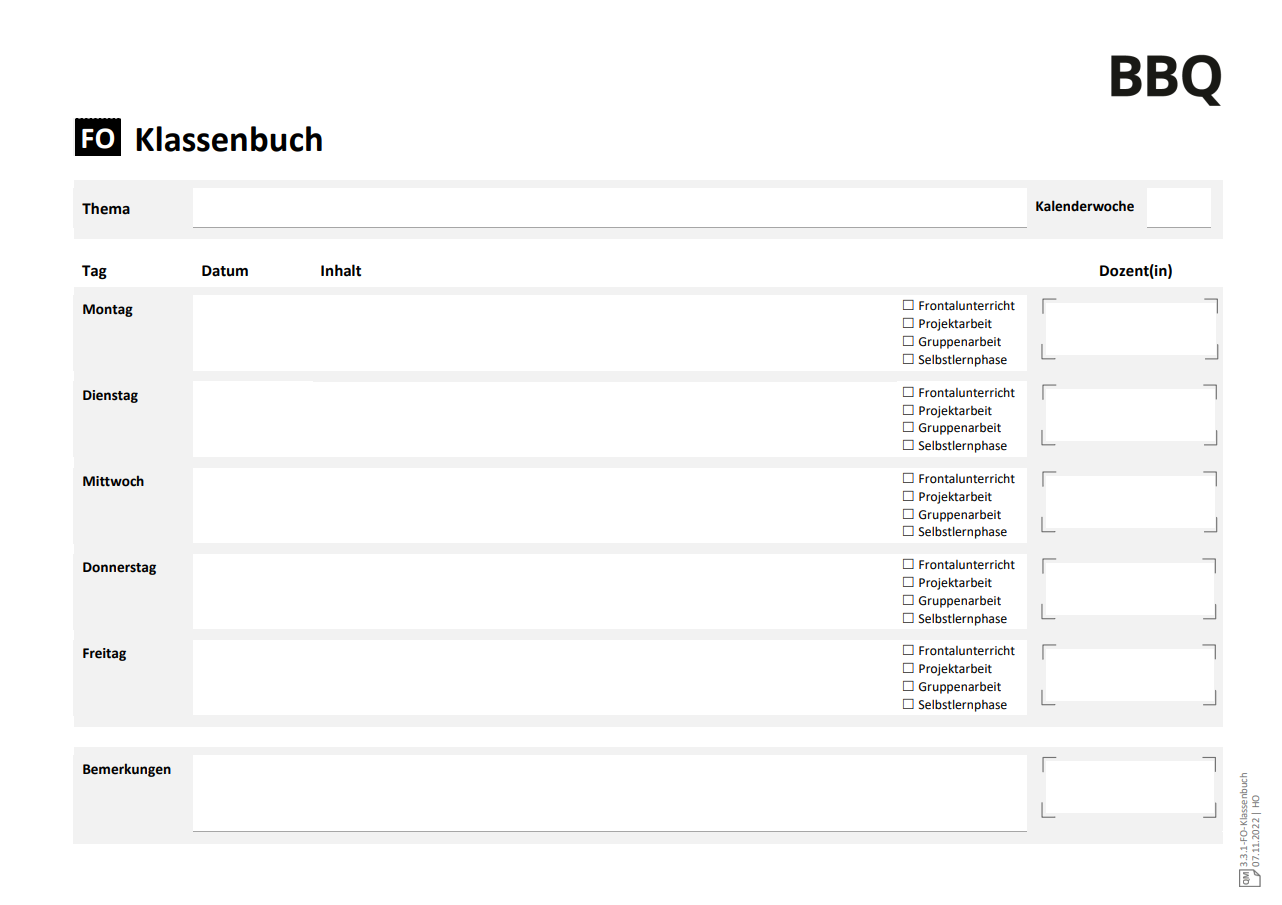 BBQ
FO Klassenbuch
Thema Kalenderwoche
Tag Datum Inhalt Dozent(in)
Montag ☐ Frontalunterricht
☐ Projektarbeit
☐ Gruppenarbeit
☐ Selbstlernphase
Dienstag ☐ Frontalunterricht
☐ Projektarbeit
☐ Gruppenarbeit
☐ Selbstlernphase
Mittwoch ☐ Frontalunterricht
☐ Projektarbeit
☐ Gruppenarbeit
☐ Selbstlernphase
Donnerstag ☐ Frontalunterricht
☐ Projektarbeit
☐ Gruppenarbeit
☐ Selbstlernphase
Freitag ☐ Frontalunterricht
☐ Projektarbeit
☐ Gruppenarbeit
☐ Selbstlernphase
Bemerkungen
QM 3.3.1-FO-Klassenbuch
07.11.2022 | HO